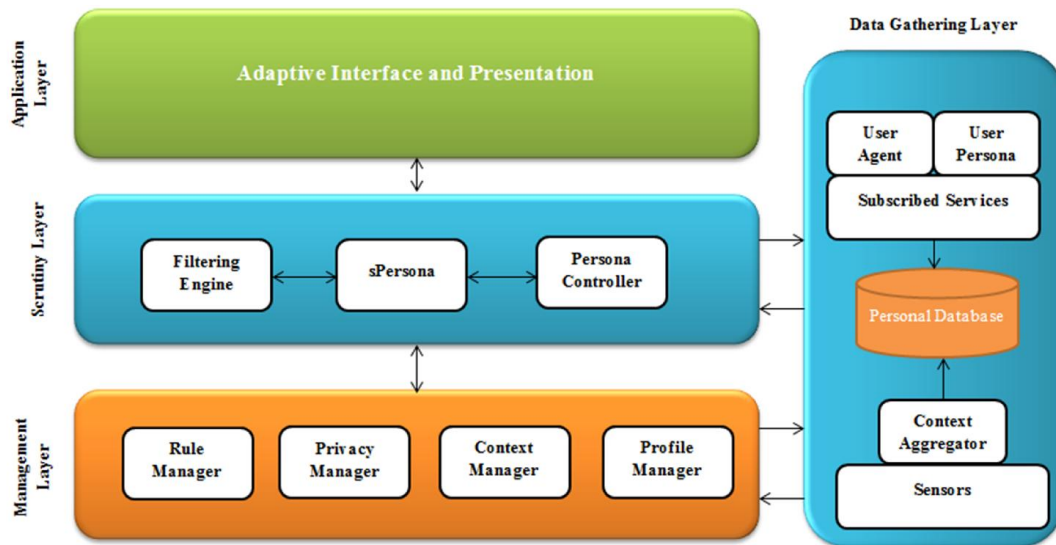 Data Gathering Layer
Application
Layer
Adaptive Interface and Presentation
User
Agent
User
Persona
Subscribed Services
Scrutiny Layer
Filtering
Engine
sPersona
Persona
Controller
Personal Database
Management
Layer
Rule
Manager
Privacy
Manager
Context
Manager
Profile
Manager
Context
Aggregator
Sensors